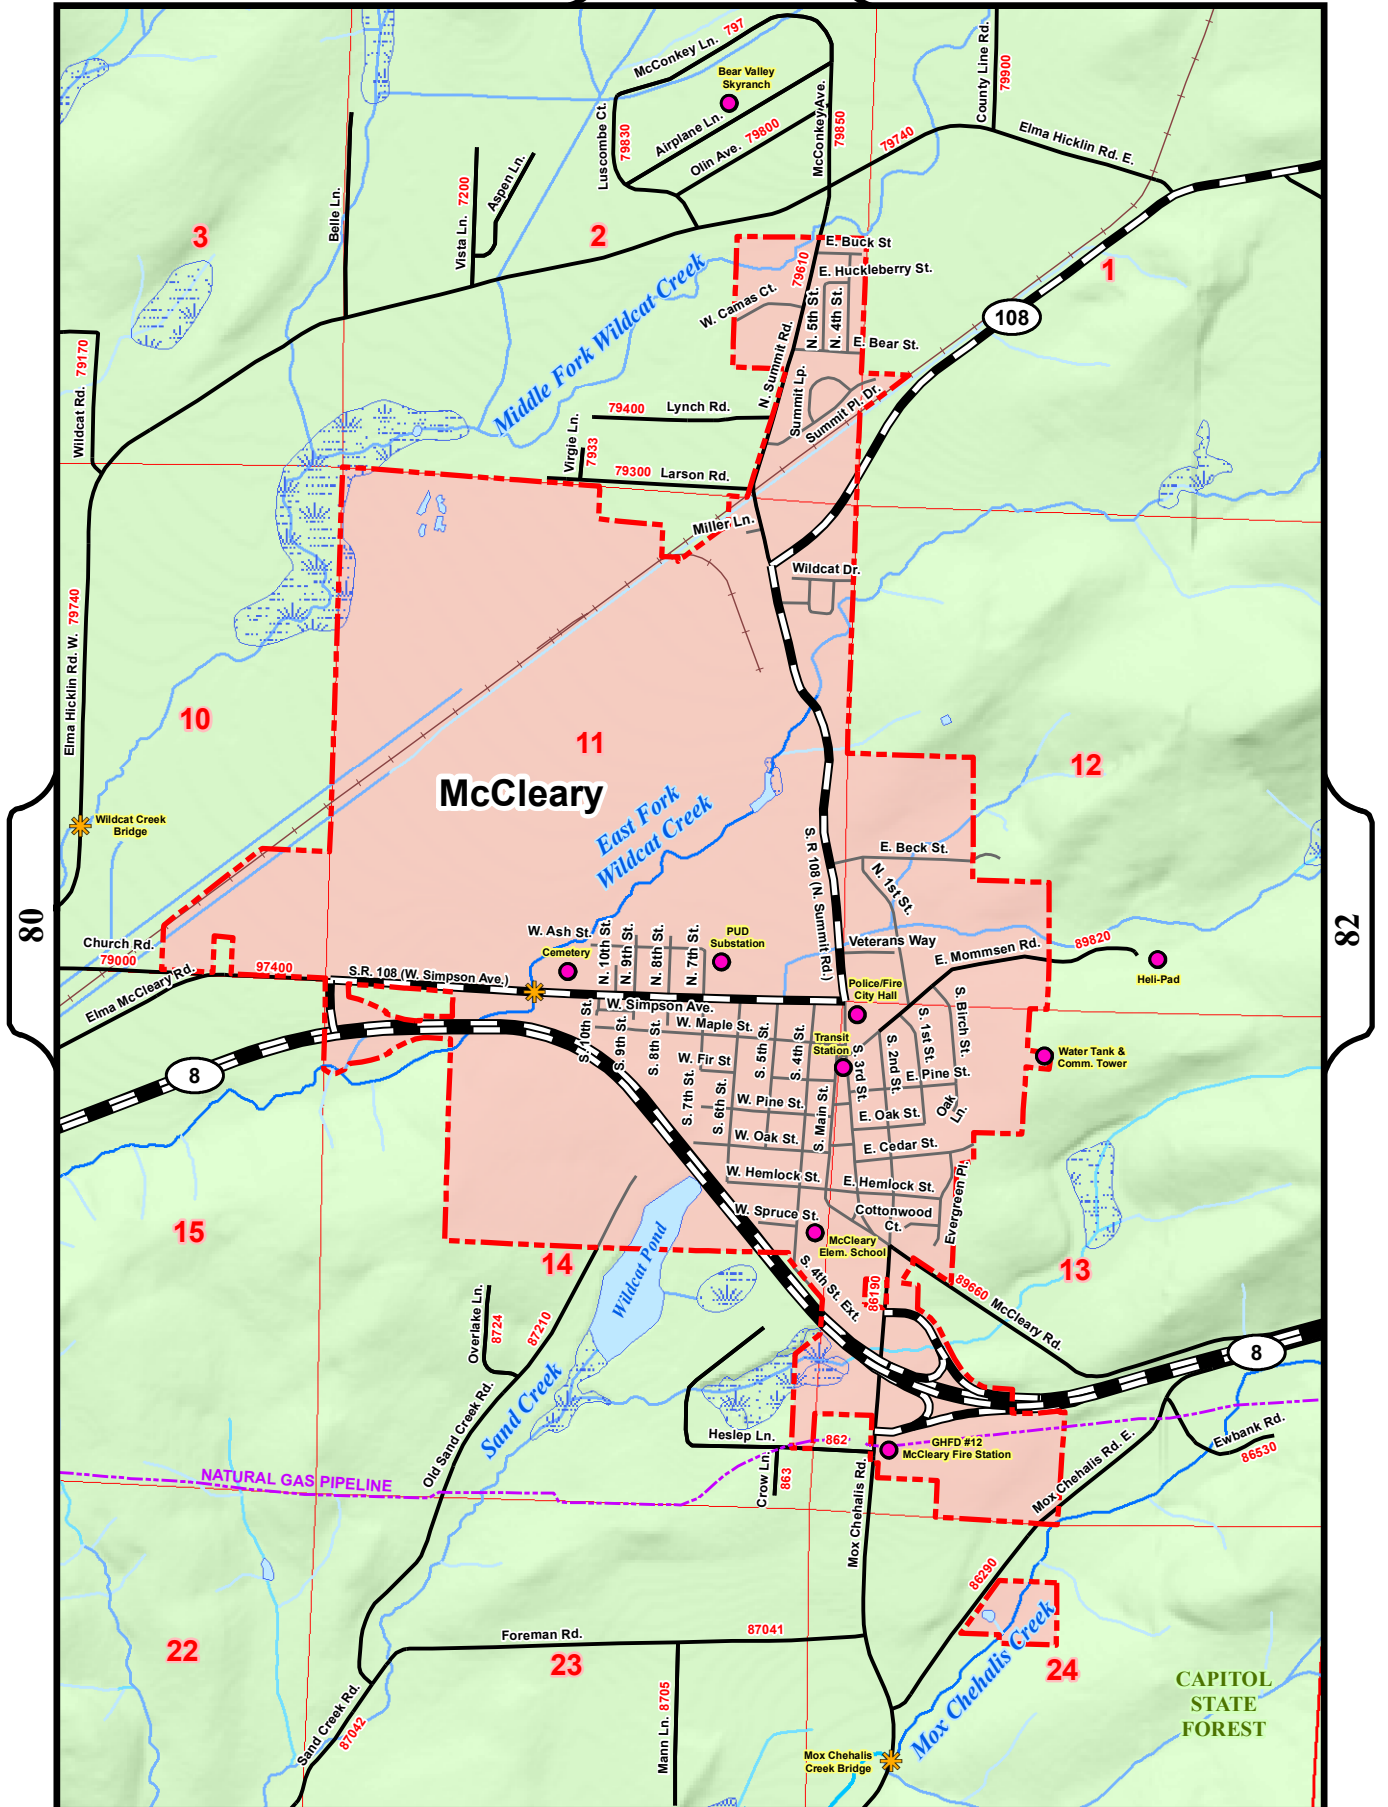 McConkey Ln.
797
Bear Valley
Skyranch
County Line Rd.
79900
Luscombe Ct.
79830
Airplane Ln.
Olin Ave.
79800
McConkey Ave.
79850
79740
Elma Hicklin Rd. E.
Belle Ln.
Vista Ln.
7200
Aspen Ln.
3
2
1
E. Buck St
79610
E. Huckleberry St.
W. Camas Ct.
N. 5th St.
N. 4th St.
E. Bear St.
108
Middle Fork Wildcat Creek
N. Summit Rd.
Summit Lp.
Summit Pl. Dr.
Wildcat Rd.
79170
79400
Lynch Rd.
Virgie Ln.
7933
79300
Larson Rd.
Miller Ln.
Wildcat Dr.
Elma Hicklin Rd. W.
79740
10
11
12
McCleary
East Fork
Wildcat Creek
Wildcat Creek
Bridge
80
82
S.R 108 (N. Summit Rd.)
E. Beck St.
N. 1st St.
Veterans Way
E. Mommsen Rd.
89820
Heli-Pad
Church Rd.
79000
97400
Elma McCleary Rd.
S.R. 108 (W. Simpson Ave.)
W. Ash St.
Cemetery
N. 10th St.
N. 9th St.
N. 8th St.
N. 7th St.
PUD
Substation
W. Simpson Ave.
Police/Fire
City Hall
Transit
Station
S. 10th St.
S. 9th St.
S. 8th St.
S. 7th St.
S. 6th St.
S. 5th St.
S. 4th St.
S. Main St.
S. 3rd St.
S. 2nd St.
S. 1st St.
S. Birch St.
W. Maple St.
W. Fir St
W. Pine St.
W. Oak St.
W. Hemlock St.
W. Spruce St.
E. Pine St.
E. Oak St.
Oak
Ln.
E. Cedar St.
E. Hemlock St.
Cottonwood
Ct.
Evergreen Pl.
Water Tank &
Comm. Tower
8
McCleary
Elem. School
S. 4th St. Ext.
86190
89660
McCleary Rd.
15
14
13
Wildcat Pond
Overlake Ln.
8724
87210
Old Sand Creek Rd.
Sand Creek
8
Heslep Ln.
862
Crow Ln.
863
GHFD #12
McCleary Fire Station
Mox Chehalis Rd.
Mox Chehalis Rd. E.
Ewbank Rd.
86530
NATURAL GAS PIPELINE
86290
Foreman Rd.
87041
22
23
24
Mann Ln.
8705
Sand Creek Rd.
87042
Mox Chehalis Creek
Mox Chehalis
Creek Bridge
CAPITOL
STATE
FOREST